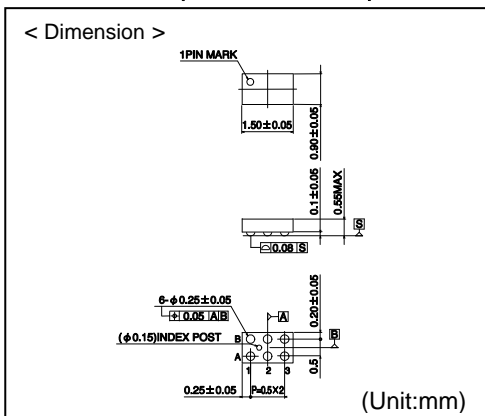 < Dimension >
1PIN MARK
1.50±0.05
0.90±0.05
0.1±0.05
0.55MAX
S
⌓ 0.08 S
6-φ0.25±0.05
⌖ 0.05 A B
A
0.20±0.05
(φ0.15)INDEX POST
B
B
A
1 2 3
0.5
0.25±0.05
P=0.5×2
(Unit:mm)